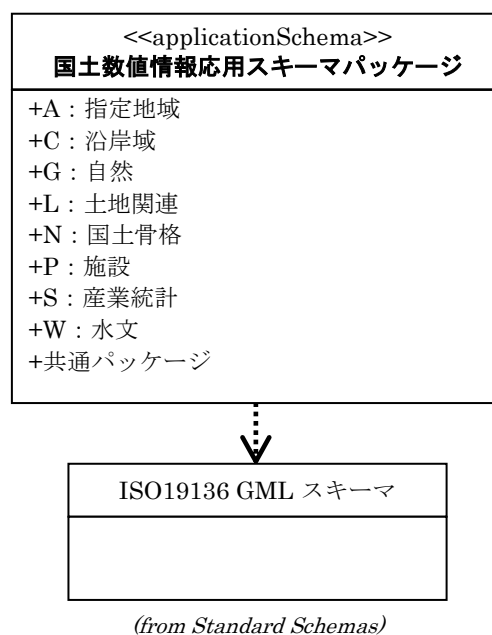 <<applicationSchema>>
国土数値情報応用スキーマパッケージ
+A：指定地域
+C：沿岸域
+G：自然
+L：土地関連
+N：国土骨格
+P：施設
+S：産業統計
+W：水文
+共通パッケージ
ISO19136 GML スキーマ
(from Standard Schemas)